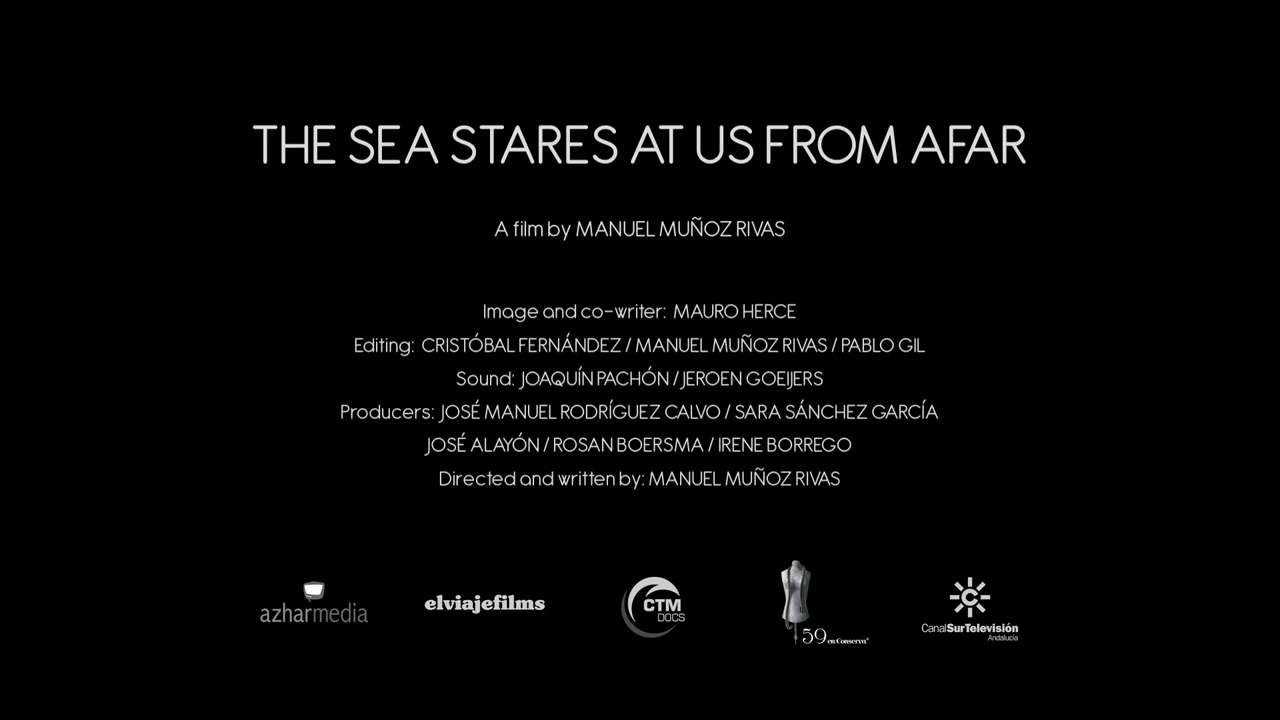 THE SEA STARES AT US FROM AFAR
A film by MANUEL MUÑOZ RIVAS
Image and co-writer: MAURO HERCE
Editing: CRISTÓBAL FERNÁNDEZ / MANUEL MUÑOZ RIVAS / PABLO GIL
Sound: JOAQUÍN PACHÓN / JEROEN GOEIJERS
Producers: JOSÉ MANUEL RODRÍGUEZ CALVO / SARA SÁNCHEZ GARCÍA
JOSÉ ALAYÓN / ROSAN BOERSMA / IRENE BORREGO
Directed and written by: MANUEL MUÑOZ RIVAS
azharmedia
elviajefilms
CTM
DOCS
59 en Conserva
CanalSurTelevisión
Andalucía